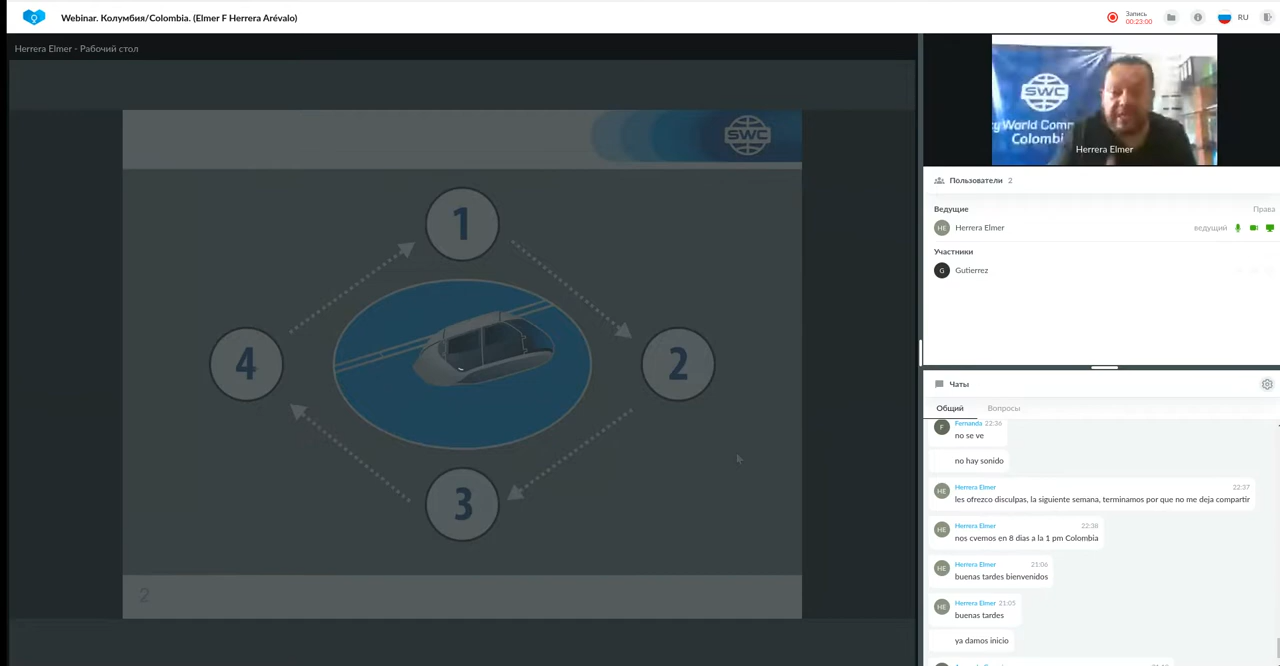 Webinar. Колумбия/Colombia. (Elmer F Herrera Arévalo)
Запись
00:23:00
RU
Herrera Elmer - Рабочий стол
SWC
1
2
3
4
2
SWC
World Com
Colombi
Herrera Elmer
Пользователи 2
Ведущие
Права
HE Herrera Elmer
ведущий
Участники
G Gutierrez
Чаты
Общий
Вопросы
F Fernanda 22:36
no se ve
no hay sonido
HE Herrera Elmer 22:37
les ofrezco disculpas, la siguiente semana, terminamos por que no me deja compartir
HE Herrera Elmer 22:38
nos cvemos en 8 dias a la 1 pm Colombia
HE Herrera Elmer 21:06
buenas tardes bienvenidos
HE Herrera Elmer 21:05
buenas tardes
ya damos inicio